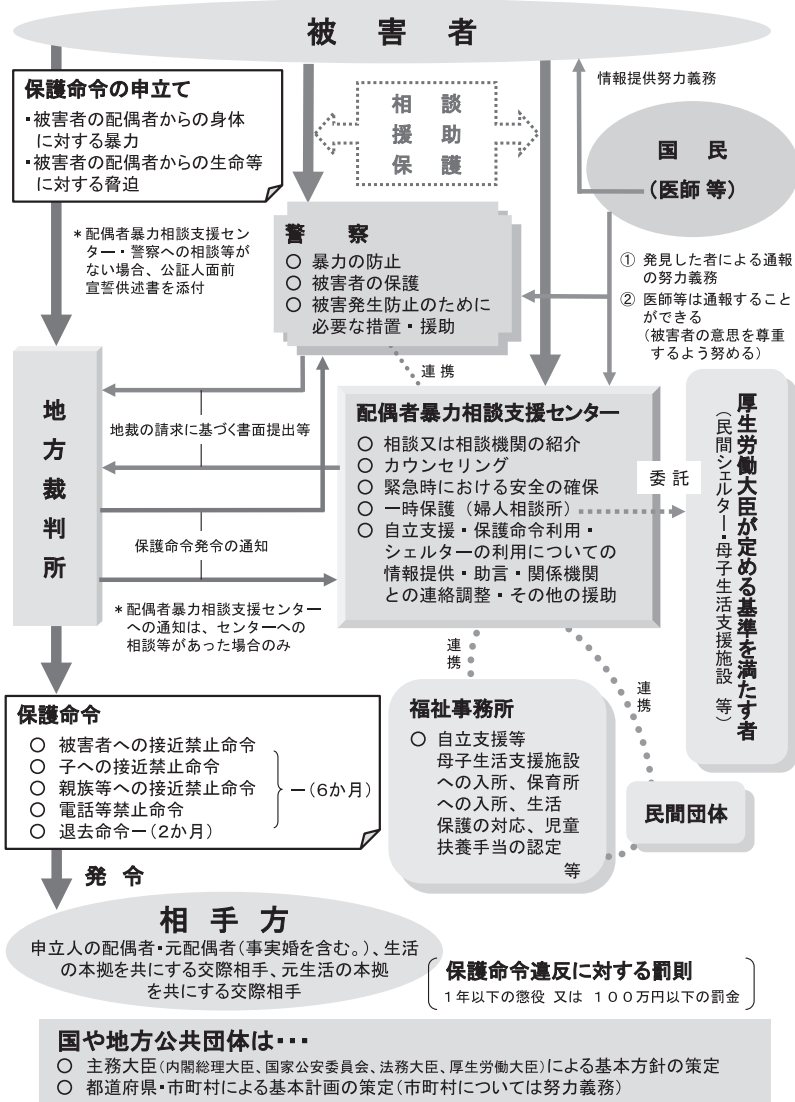 被害者
保護命令の申立て
・被害者の配偶者からの身体
に対する暴力
・被害者の配偶者からの生命等
に対する脅迫
相談
援助
保護
情報提供努力義務
国民
（医師 等）
＊配偶者暴力相談支援セン
ター・警察への相談等が
ない場合、公証人面前
宣誓供述書を添付
警察
○ 暴力の防止
○ 被害者の保護
○ 被害発生防止のために
必要な措置・援助
① 発見した者による通報
の努力義務
② 医師等は通報すること
ができる
（被害者の意思を尊重
するよう努める）
連携
地方裁判所
地裁の請求に基づく書面提出等
保護命令発令の通知
＊配偶者暴力相談支援センター
への通知は、センターへの
相談等があった場合のみ
配偶者暴力相談支援センター
○ 相談又は相談機関の紹介
○ カウンセリング
○ 緊急時における安全の確保
○ 一時保護（婦人相談所）
○ 自立支援・保護命令利用・
シェルターの利用についての
情報提供・助言・関係機関
との連絡調整・その他の援助
委託
厚生労働大臣が定める基準を満たす者
（民間シェルター・母子生活支援施設 等）
連携
連携
保護命令
○ 被害者への接近禁止命令
○ 子への接近禁止命令
○ 親族等への接近禁止命令
○ 電話等禁止命令
○ 退去命令ー（2か月）
ー（6か月）
福祉事務所
○ 自立支援等
母子生活支援施設
への入所、保育所
への入所、生活
保護の対応、児童
扶養手当の認定
等
民間団体
発令
相手方
申立人の配偶者・元配偶者（事実婚を含む。）、生活
の本拠を共にする交際相手、元生活の本拠
を共にする交際相手
保護命令違反に対する罰則
1年以下の懲役 又は 100万円以下の罰金
国や地方公共団体は・・・
○ 主務大臣（内閣総理大臣、国家公安委員会、法務大臣、厚生労働大臣）による基本方針の策定
○ 都道府県・市町村による基本計画の策定（市町村については努力義務）